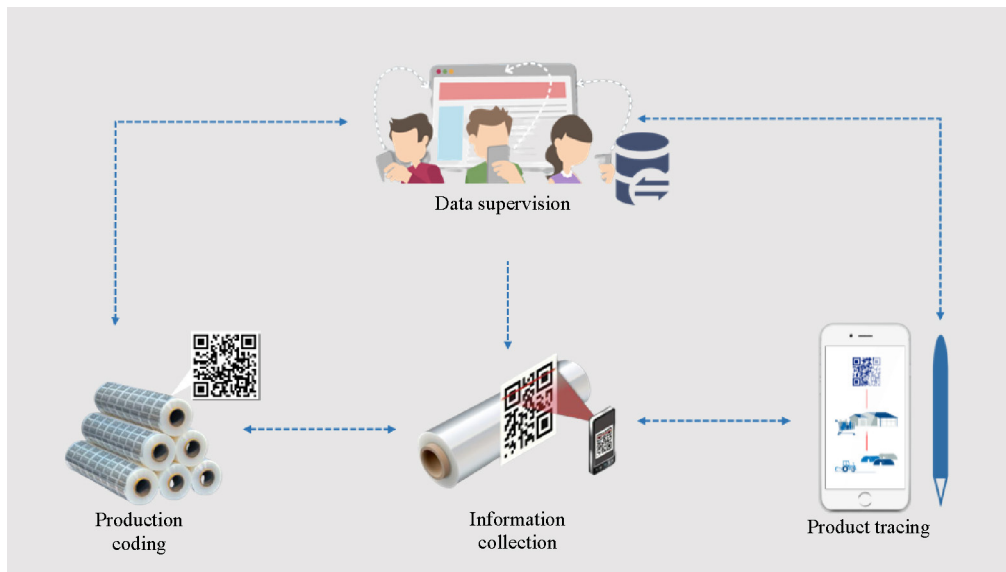 Data supervision
Production
coding
Information
collection
Product tracing